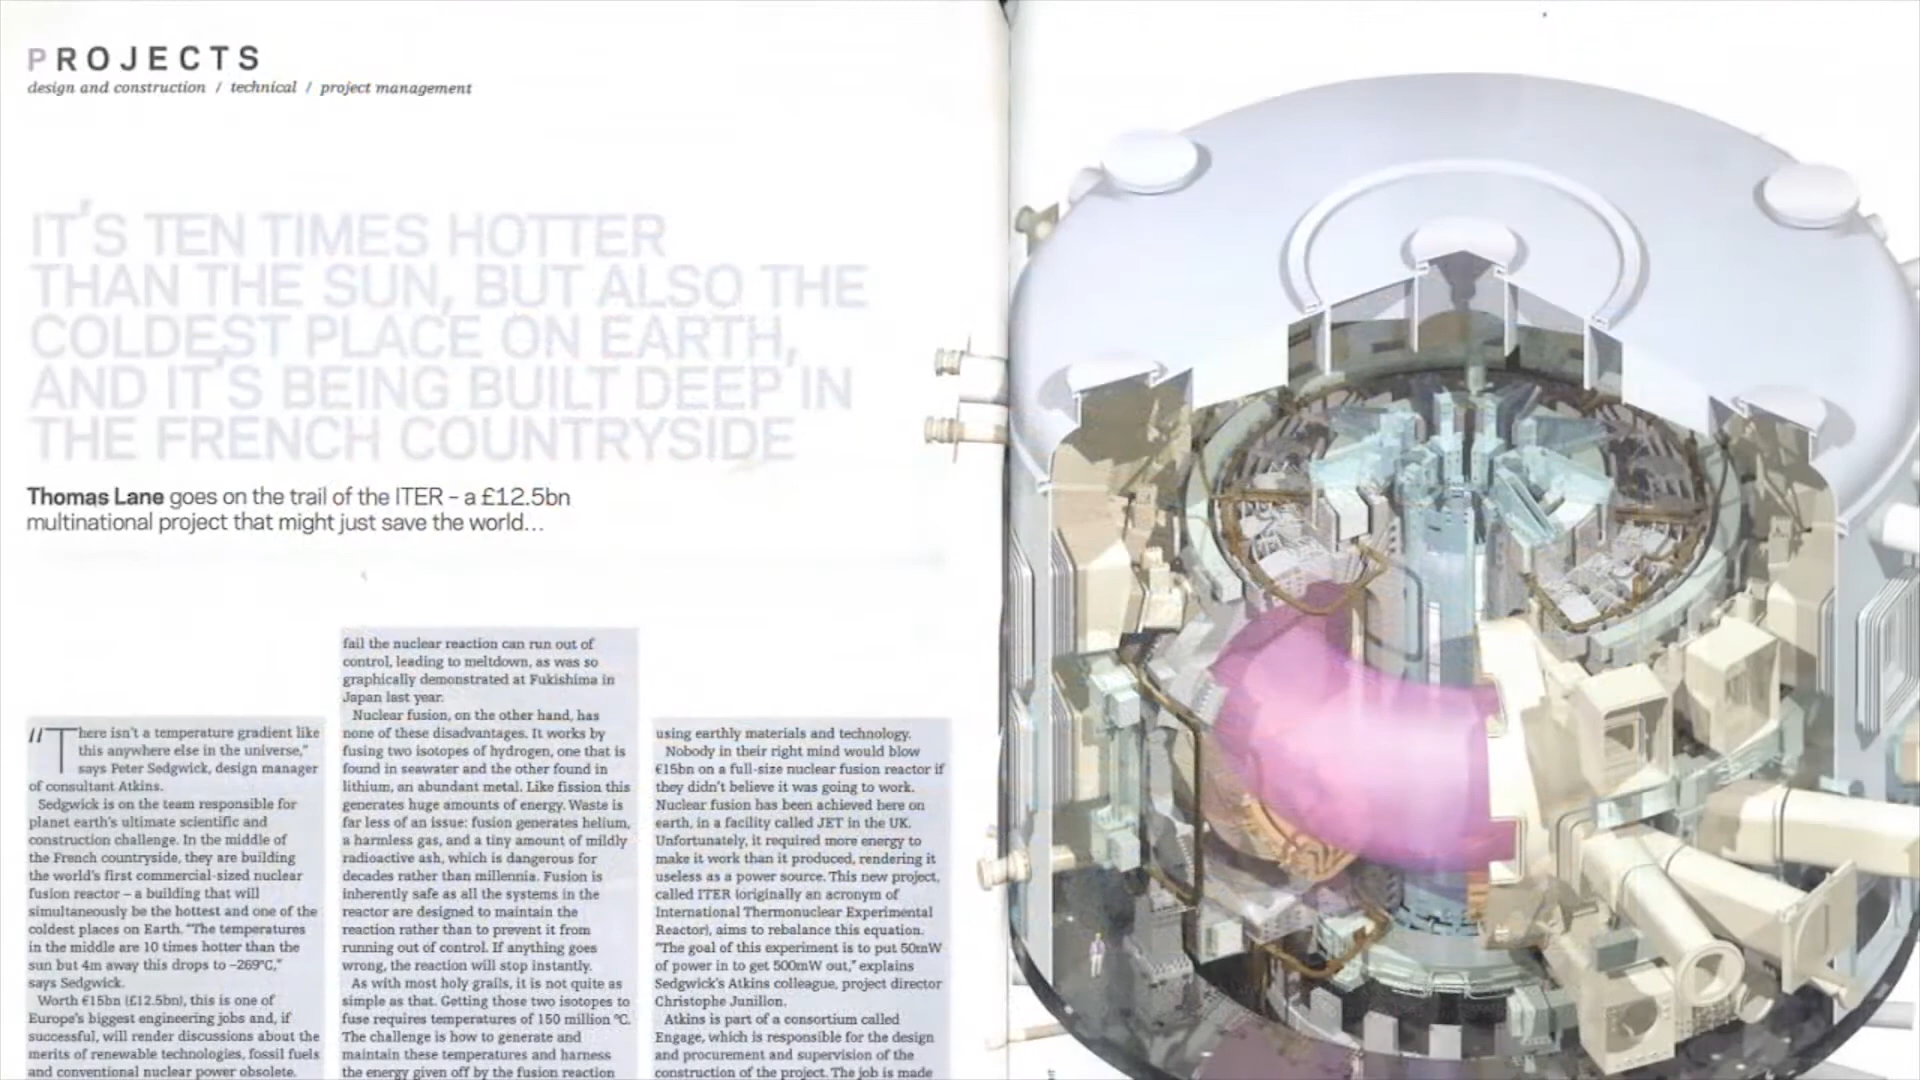 PROJECTS
design and construction / technical / project management
IT'S TEN TIMES HOTTER
THAN THE SUN, BUT ALSO THE
COLDEST PLACE ON EARTH,
AND IT'S BEING BUILT DEEP IN
THE FRENCH COUNTRYSIDE
Thomas Lane goes on the trail of the ITER – a £12.5bn
multinational project that might just save the world…
"There isn't a temperature gradient like
this anywhere else in the universe,"
says Peter Sedgwick, design manager
of consultant Atkins.
Sedgwick is on the team responsible for
planet earth's ultimate scientific and
construction challenge. In the middle of
the French countryside, they are building
the world's first commercial-sized nuclear
fusion reactor – a building that will
simultaneously be the hottest and one of the
coldest places on Earth. "The temperatures
in the middle are 10 times hotter than the
sun but 4m away this drops to –269°C,"
says Sedgwick.
Worth €15bn (£12.5bn), this is one of
Europe's biggest engineering jobs and, if
successful, will render discussions about the
merits of renewable technologies, fossil fuels
and conventional nuclear power obsolete.
fail the nuclear reaction can run out of
control, leading to meltdown, as was so
graphically demonstrated at Fukishima in
Japan last year.
Nuclear fusion, on the other hand, has
none of these disadvantages. It works by
fusing two isotopes of hydrogen, one that is
found in seawater and the other found in
lithium, an abundant metal. Like fission this
generates huge amounts of energy. Waste is
far less of an issue: fusion generates helium,
a harmless gas, and a tiny amount of mildly
radioactive ash, which is dangerous for
decades rather than millennia. Fusion is
inherently safe as all the systems in the
reactor are designed to maintain the
reaction rather than to prevent it from
running out of control. If anything goes
wrong, the reaction will stop instantly.
As with most holy grails, it is not quite as
simple as that. Getting those two isotopes to
fuse requires temperatures of 150 million °C.
The challenge is how to generate and
maintain these temperatures and harness
the energy given off by the fusion reaction
using earthly materials and technology.
Nobody in their right mind would blow
€15bn on a full-size nuclear fusion reactor if
they didn't believe it was going to work.
Nuclear fusion has been achieved here on
earth, in a facility called JET in the UK.
Unfortunately, it required more energy to
make it work than it produced, rendering it
useless as a power source. This new project,
called ITER (originally an acronym of
International Thermonuclear Experimental
Reactor), aims to rebalance this equation.
"The goal of this experiment is to put 50mW
of power in to get 500mW out," explains
Sedgwick's Atkins colleague, project director
Christophe Junillon.
Atkins is part of a consortium called
Engage, which is responsible for the design
and procurement and supervision of the
construction of the project. The job is made